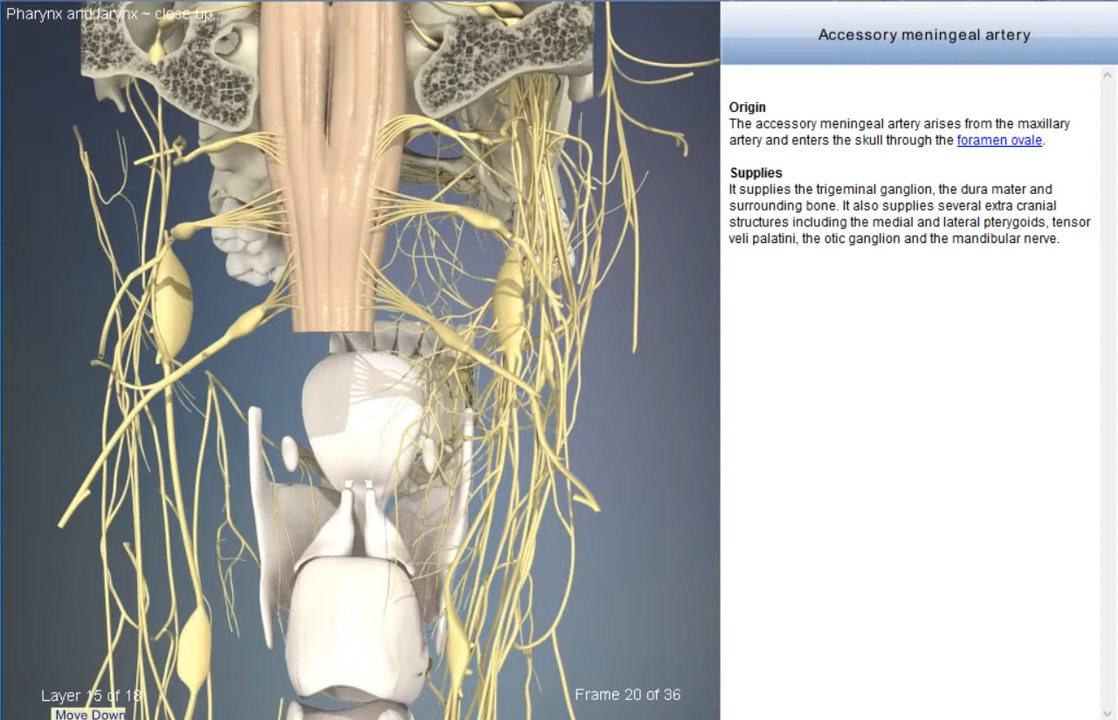 Pharynx and larynx ~ close up..
Accessory meningeal artery
Origin
The accessory meningeal artery arises from the maxillary
artery and enters the skull through the foramen ovale.
Supplies
It supplies the trigeminal ganglion, the dura mater and
surrounding bone. It also supplies several extra cranial
structures including the medial and lateral pterygoids, tensor
veli palatini, the otic ganglion and the mandibular nerve.
Layer 15 of 18
Frame 20 of 36
Move Down